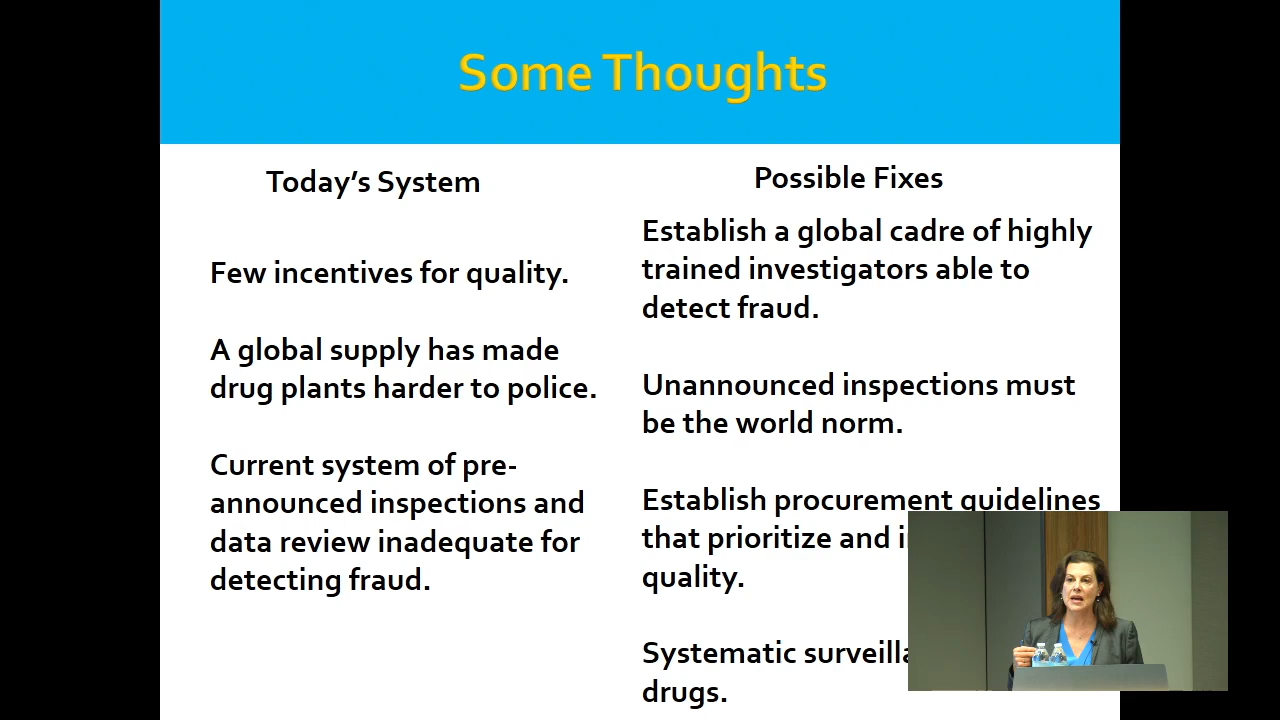 Some Thoughts
Today's System
Few incentives for quality.
A global supply has made
drug plants harder to police.
Current system of pre-
announced inspections and
data review inadequate for
detecting fraud.
Possible Fixes
Establish a global cadre of highly
trained investigators able to
detect fraud.
Unannounced inspections must
be the world norm.
Establish procurement guidelines
that prioritize and
quality.
Systematic
drugs.